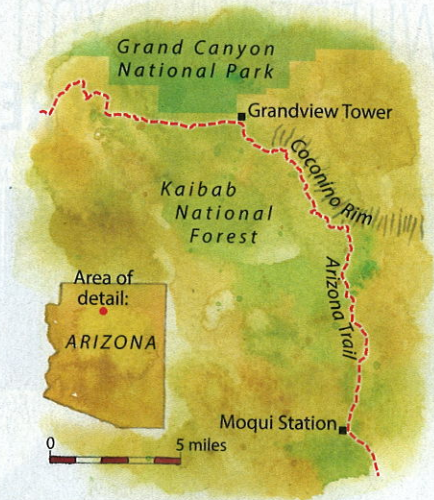 Grand Canyon
National Park
Grandview Tower
Coconino Rim
Kaibab
National
Forest
Arizona Trail
Area of
detail:
ARIZONA
Moqui Station
0
5 miles